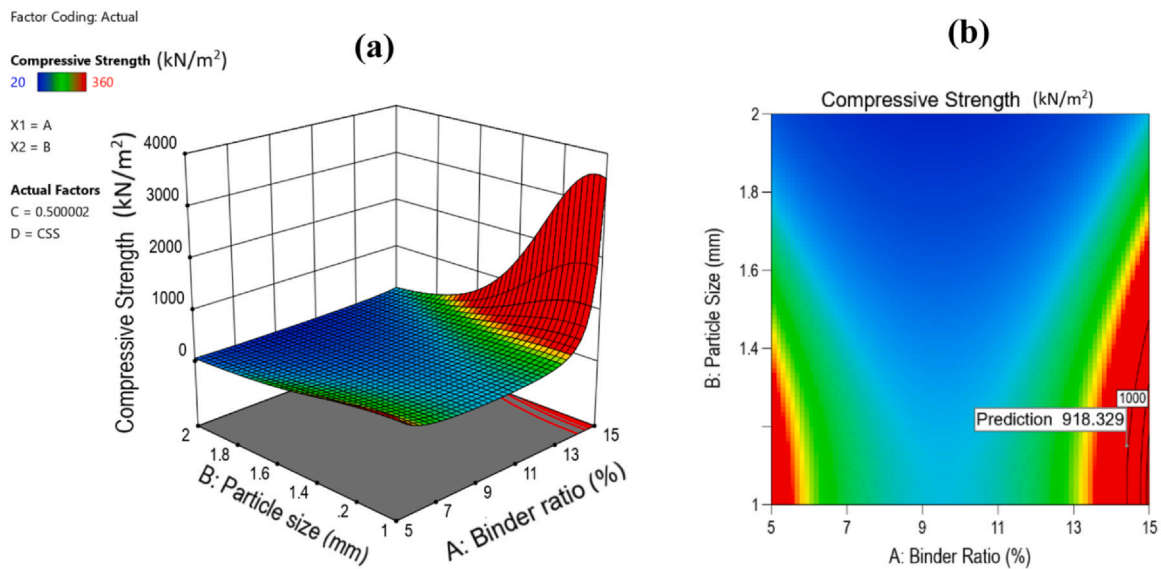 Factor Coding: Actual
Compressive Strength (kN/m²)
20 360
X1 = A
X2 = B
Actual Factors
C = 0.500002
D = CSS
(a)
4000
3000
2000
1000
0
Compressive Strength (kN/m²)
2
1.8
1.6
1.4
.2
1
B: Particle size (mm)
5
7
9
11
13
15
A: Binder ratio (%)
(b)
Compressive Strength (kN/m²)
2
1.8
1.6
1.4
1
B: Particle Size (mm)
1000
Prediction 918.329
5 7 9 11 13 15
A: Binder Ratio (%)